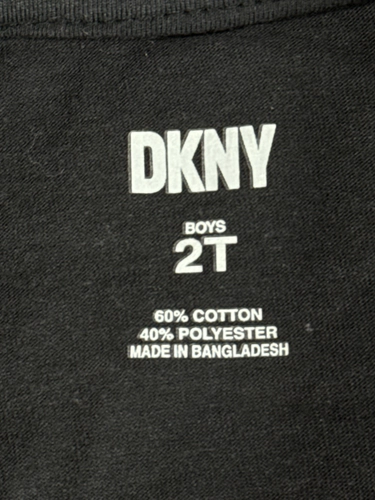 DKNY
BOYS
2T
60% COTTON
40% POLYESTER
MADE IN BANGLADESH